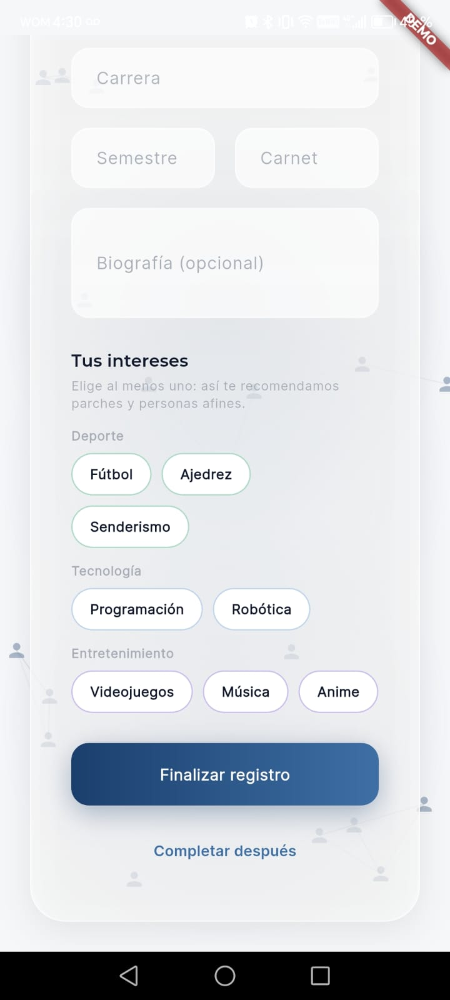 WOM 4:30
DEMO
Carrera
Semestre Carnet
Biografía (opcional)
Tus intereses
Elige al menos uno: así te recomendamos
parches y personas afines.
Deporte
Fútbol Ajedrez
Senderismo
Tecnología
Programación Robótica
Entretenimiento
Videojuegos Música Anime
Finalizar registro
Completar después